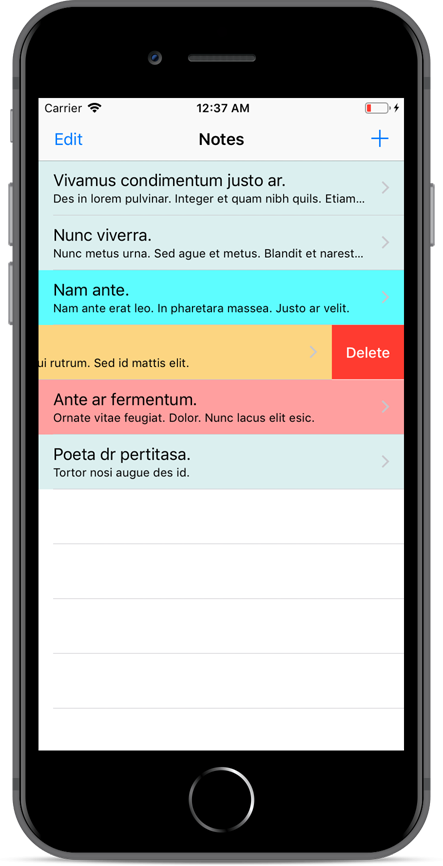 Carrier 12:37 AM
Edit Notes +
Vivamus condimentum justo ar.
Des in lorem pulvinar. Integer et quam nibh quils. Etiam...
Nunc viverra.
Nunc metus urna. Sed ague et metus. Blandit et narest...
Nam ante.
Nam ante erat leo. In pharetara massea. Justo ar velit.
ui rutrum. Sed id mattis elit.
Delete
Ante ar fermentum.
Ornate vitae feugiat. Dolor. Nunc lacus elit esic.
Poeta dr pertitasa.
Tortor nosi augue des id.